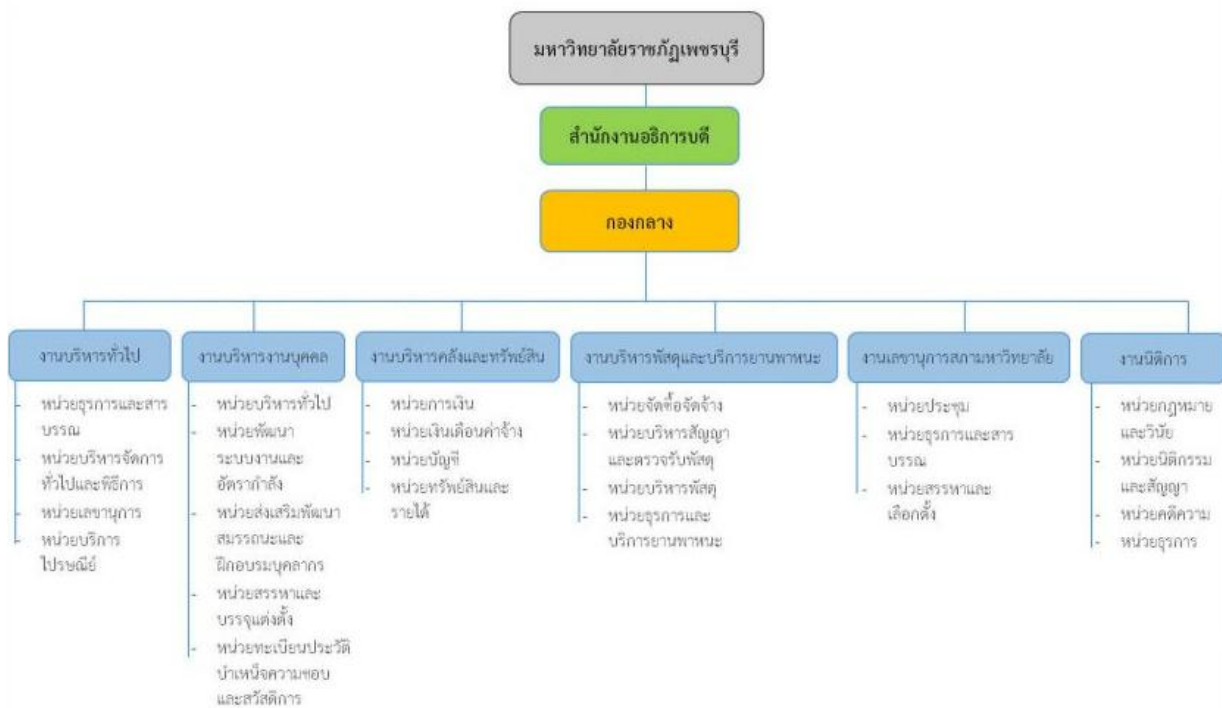 มหาวิทยาลัยราชภัฏเพชรบุรี
สำนักงานอธิการบดี
กองกลาง
งานบริหารทั่วไป
- หน่วยธุรการและสาร
บรรณ
- หน่วยบริหารจัดการ
ทั่วไปและพิธีการ
- หน่วยเลขานุการ
- หน่วยบริการ
ไปรษณีย์
งานบริหารงานบุคคล
- หน่วยบริหารทั่วไป
- หน่วยพัฒนา
ระบบงานและ
อัตรากำลัง
- หน่วยส่งเสริมพัฒนา
สมรรถนะและ
ฝึกอบรมบุคลากร
- หน่วยสรรหาและ
บรรจุแต่งตั้ง
- หน่วยทะเบียนประวัติ
บำเหน็จความชอบ
และสวัสดิการ
งานบริหารคลังและทรัพย์สิน
- หน่วยการเงิน
- หน่วยเงินเดือนค่าจ้าง
- หน่วยบัญชี
- หน่วยทรัพย์สินและ
รายได้
งานบริหารพัสดุและบริการยานพาหนะ
- หน่วยจัดซื้อจัดจ้าง
- หน่วยบริหารสัญญา
และตรวจรับพัสดุ
- หน่วยบริหารพัสดุ
- หน่วยธุรการและ
บริการยานพาหนะ
งานเลขานุการสภามหาวิทยาลัย
- หน่วยประชุม
- หน่วยธุรการและสาร
บรรณ
- หน่วยสรรหาและ
เลือกตั้ง
งานนิติการ
- หน่วยกฎหมาย
และวินัย
- หน่วยนิติกรรม
และสัญญา
- หน่วยคดีความ
- หน่วยธุรการ